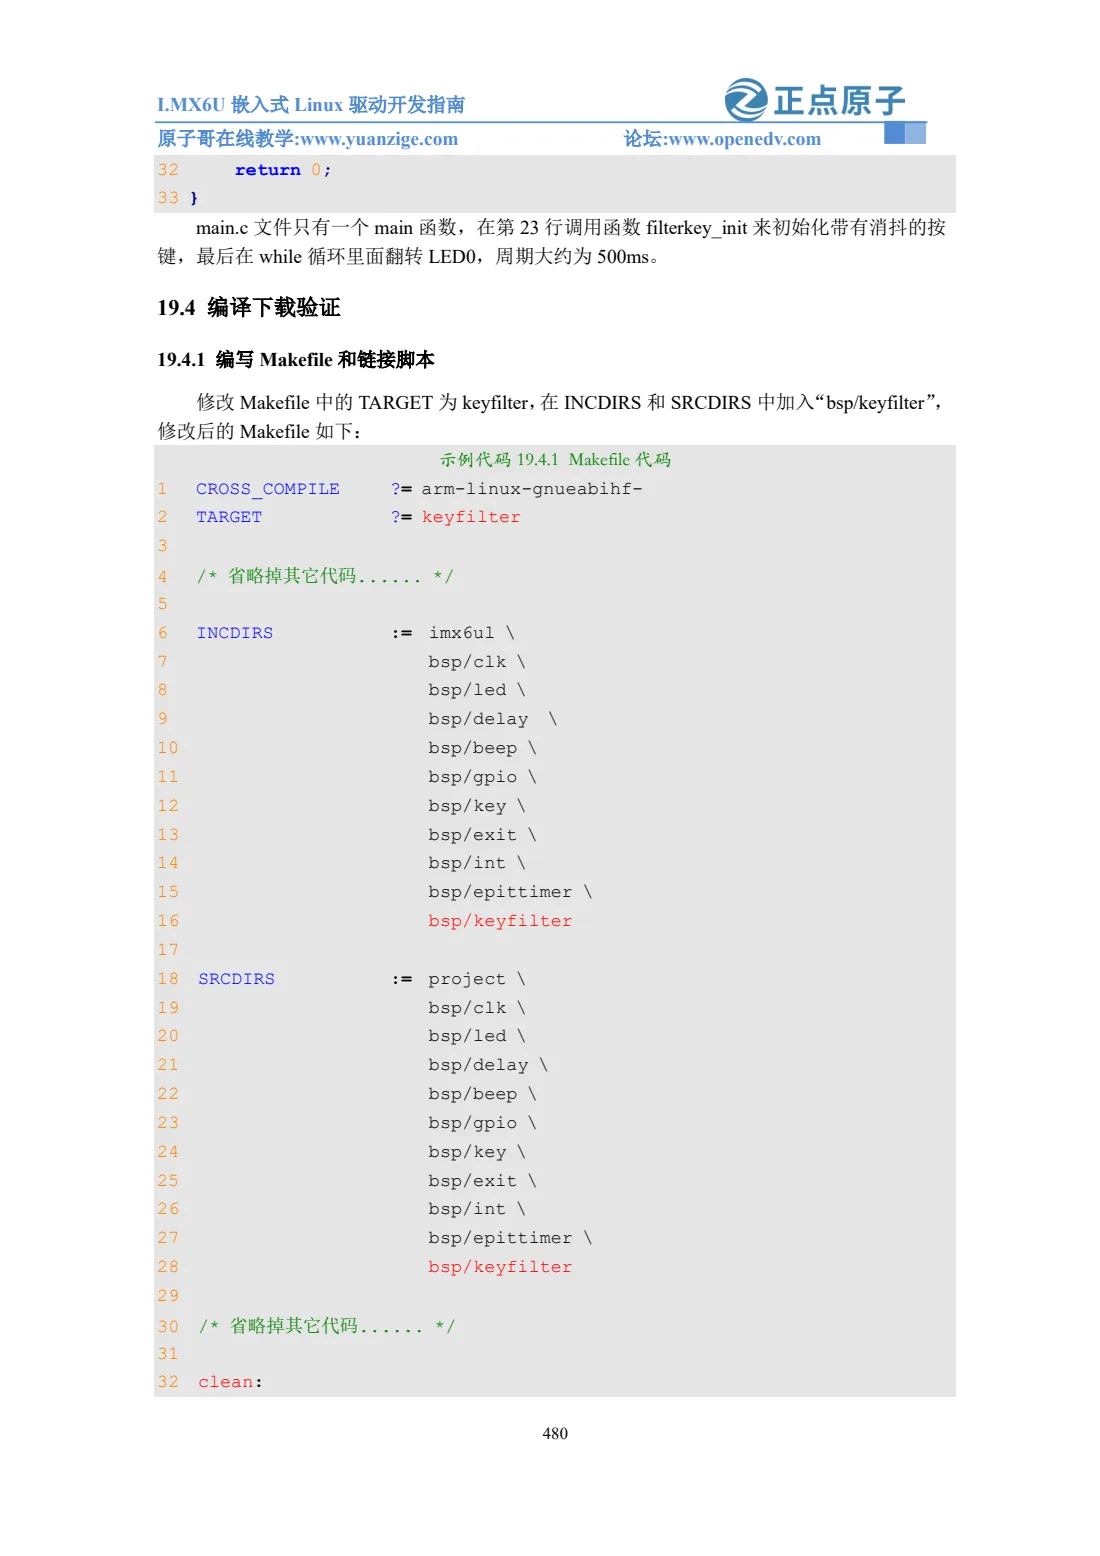 I.MX6U 嵌入式 Linux 驱动开发指南
正点原子
原子哥在线教学:www.yuanzige.com 论坛:www.openedv.com
32 return 0;
33 }
main.c 文件只有一个 main 函数，在第 23 行调用函数 filterkey_init 来初始化带有消抖的按
键，最后在 while 循环里面翻转 LED0，周期大约为 500ms。
19.4 编译下载验证
19.4.1 编写 Makefile 和链接脚本
修改 Makefile 中的 TARGET 为 keyfilter，在 INCDIRS 和 SRCDIRS 中加入“bsp/keyfilter”，
修改后的 Makefile 如下：
示例代码 19.4.1 Makefile 代码
1 CROSS_COMPILE ?= arm-linux-gnueabihf-
2 TARGET ?= keyfilter
3
4 /* 省略掉其它代码...... */
5
6 INCDIRS := imx6ul \
7 bsp/clk \
8 bsp/led \
9 bsp/delay \
10 bsp/beep \
11 bsp/gpio \
12 bsp/key \
13 bsp/exit \
14 bsp/int \
15 bsp/epittimer \
16 bsp/keyfilter
17
18 SRCDIRS := project \
19 bsp/clk \
20 bsp/led \
21 bsp/delay \
22 bsp/beep \
23 bsp/gpio \
24 bsp/key \
25 bsp/exit \
26 bsp/int \
27 bsp/epittimer \
28 bsp/keyfilter
29
30 /* 省略掉其它代码...... */
31
32 clean:
480